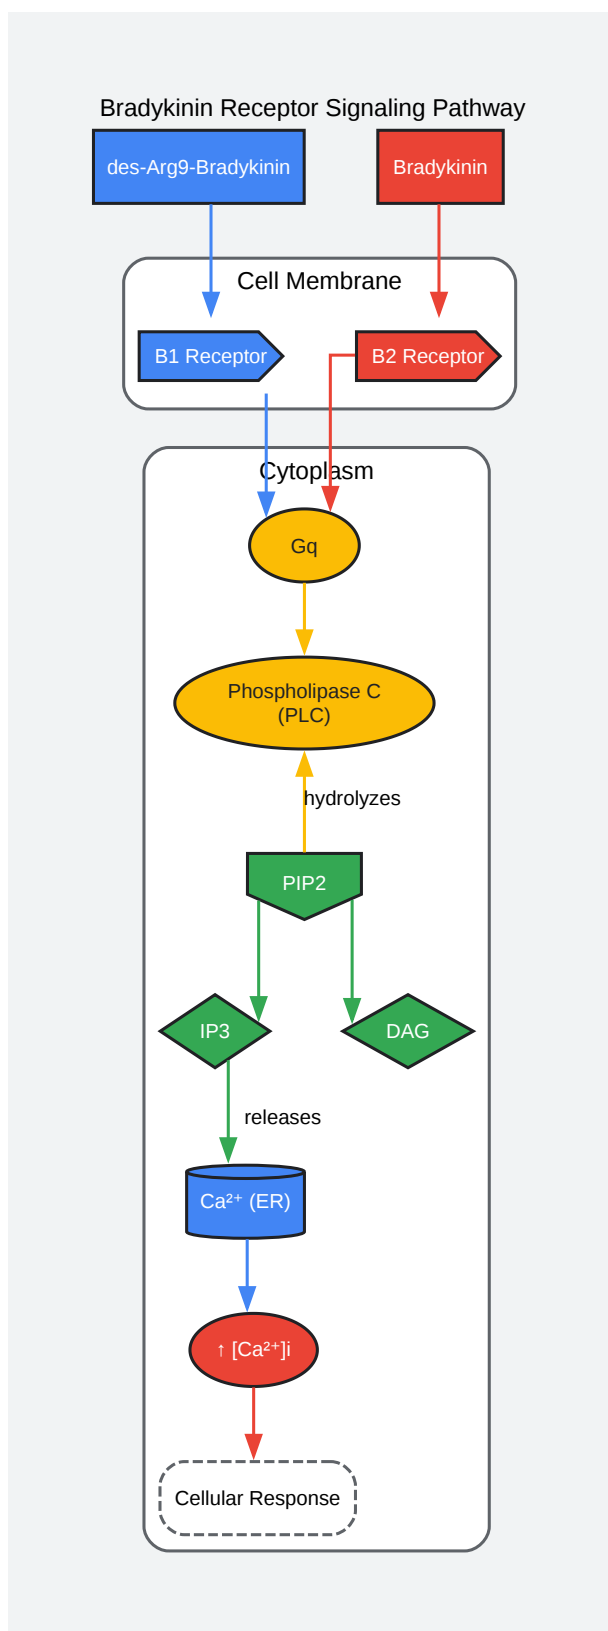 Bradykinin Receptor Signaling Pathway
des-Arg9-Bradykinin
Bradykinin
Cell Membrane
B1 Receptor
B2 Receptor
Cytoplasm
Gq
Phospholipase C
(PLC)
hydrolyzes
PIP2
IP3
DAG
releases
Ca²⁺ (ER)
↑ [Ca²⁺]i
Cellular Response